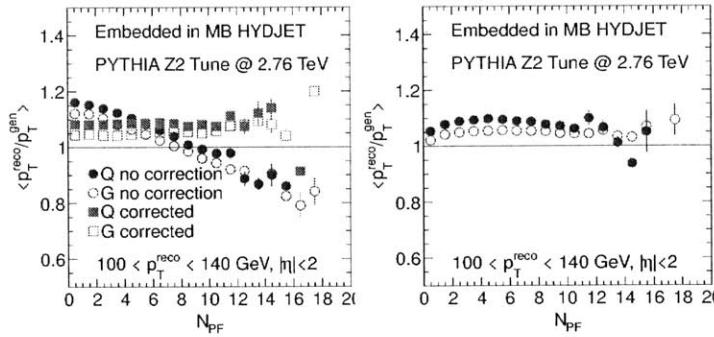 Embedded in MB HYDJET
PYTHIA Z2 Tune @ 2.76 TeV
<p_T^reco/p_T^gen>
1.4
1.2
1
0.8
0.6
Q no correction
G no correction
Q corrected
G corrected
100 < p_T^reco < 140 GeV, |η|<2
0 2 4 6 8 10 12 14 16 18 20
N_PF
Embedded in MB HYDJET
PYTHIA Z2 Tune @ 2.76 TeV
<p_T^reco/p_T^gen>
1.4
1.2
1
0.8
0.6
100 < p_T^reco < 140 GeV, |η|<2
0 2 4 6 8 10 12 14 16 18 20
N_PF